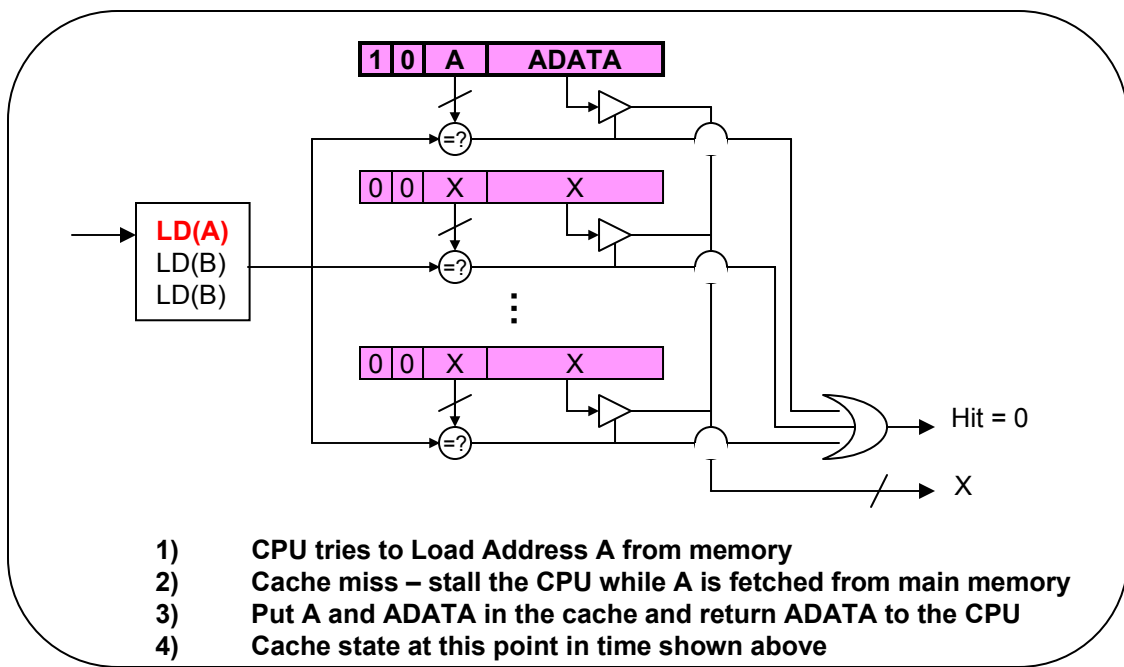 1 0 A ADATA
=?
0 0 X X
LD(A)
LD(B)
LD(B)
=?
0 0 X X
=?
Hit = 0
X
1) CPU tries to Load Address A from memory
2) Cache miss – stall the CPU while A is fetched from main memory
3) Put A and ADATA in the cache and return ADATA to the CPU
4) Cache state at this point in time shown above